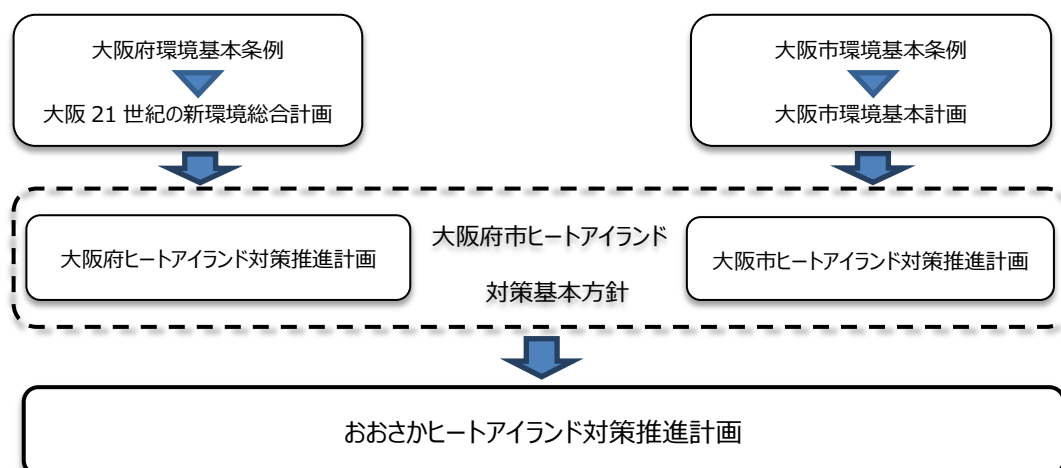 大阪府環境基本条例
大阪 21 世紀の新環境総合計画
大阪市環境基本条例
大阪市環境基本計画
大阪府ヒートアイランド対策推進計画
大阪府市ヒートアイランド
対策基本方針
大阪市ヒートアイランド対策推進計画
おおさかヒートアイランド対策推進計画